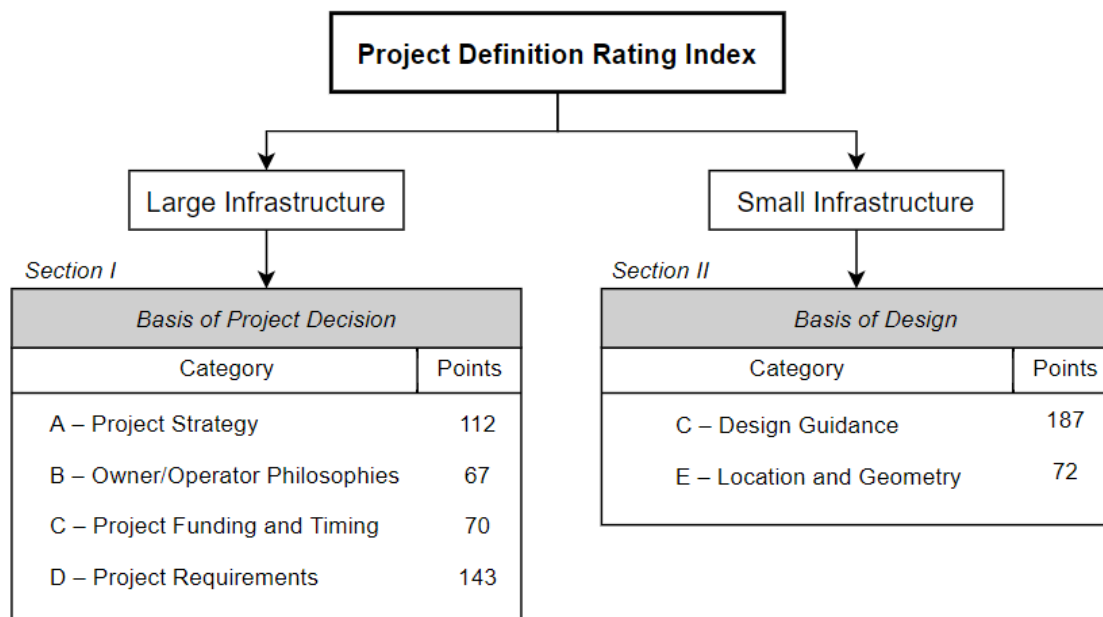 Project Definition Rating Index
Large Infrastructure
Small Infrastructure
Section I
Basis of Project Decision
Category Points
A – Project Strategy 112
B – Owner/Operator Philosophies 67
C – Project Funding and Timing 70
D – Project Requirements 143
Section II
Basis of Design
Category Points
C – Design Guidance 187
E – Location and Geometry 72